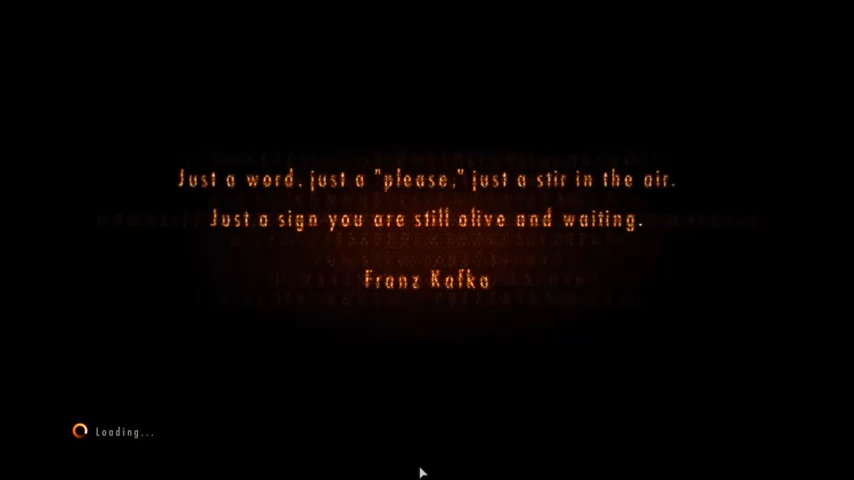 Just a word, just a "please," just a stir in the air.
Just a sign you are still alive and waiting.
Franz Kafka
Loading...